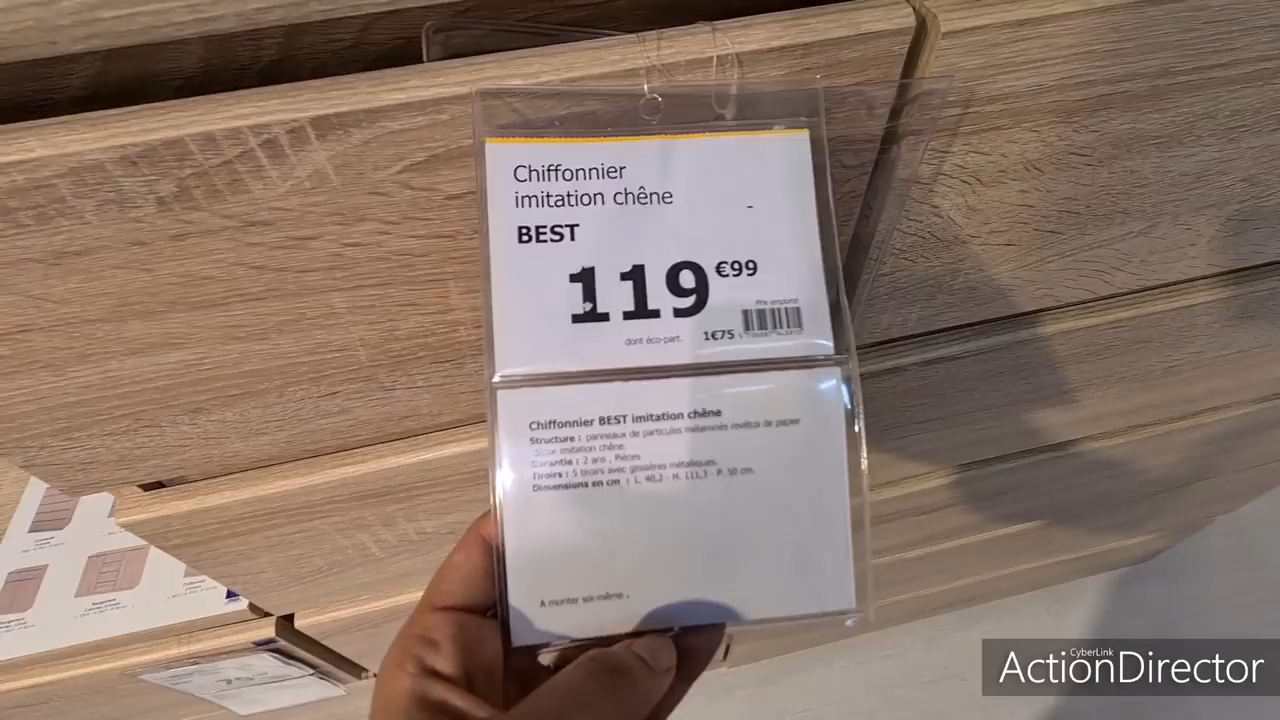 Chiffonnier
imitation chêne
BEST
119 €99
Prix emporté
dont éco-part. 1€75
Chiffonnier BEST imitation chêne
Structure : panneaux de particules mélaminés revêtus de papier
décor imitation chêne.
Garantie : 2 ans , Pièces
Tiroirs : 5 tiroirs avec glissières métalliques.
Dimensions en cm : L. 40,2 - H. 111,3 - P. 50 cm.
A monter soi-même .
CyberLink
ActionDirector